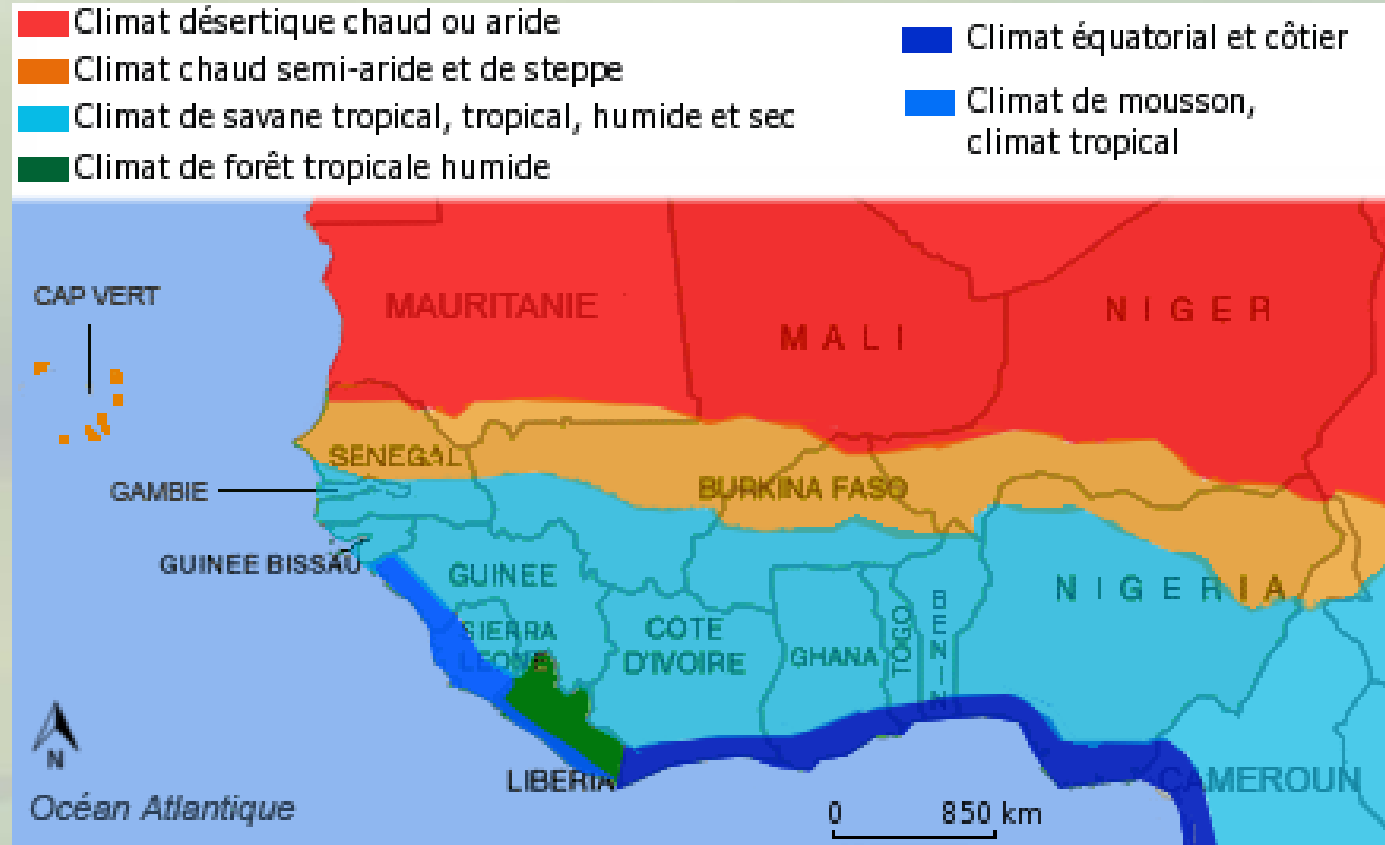 Climat désertique chaud ou aride
Climat chaud semi-aride et de steppe
Climat de savane tropical, tropical, humide et sec
Climat de forêt tropicale humide
Climat équatorial et côtier
Climat de mousson,
climat tropical
CAP VERT
MAURITANIE
MALI
NIGER
SENEGAL
GAMBIE
BURKINA FASO
GUINEE BISSAU
GUINEE
NIGERIA
SIERRA
LEONE
COTE
D'IVOIRE
GHANA
TOGO
BENIN
LIBERIA
CAMEROUN
N
Océan Atlantique
0 850 km